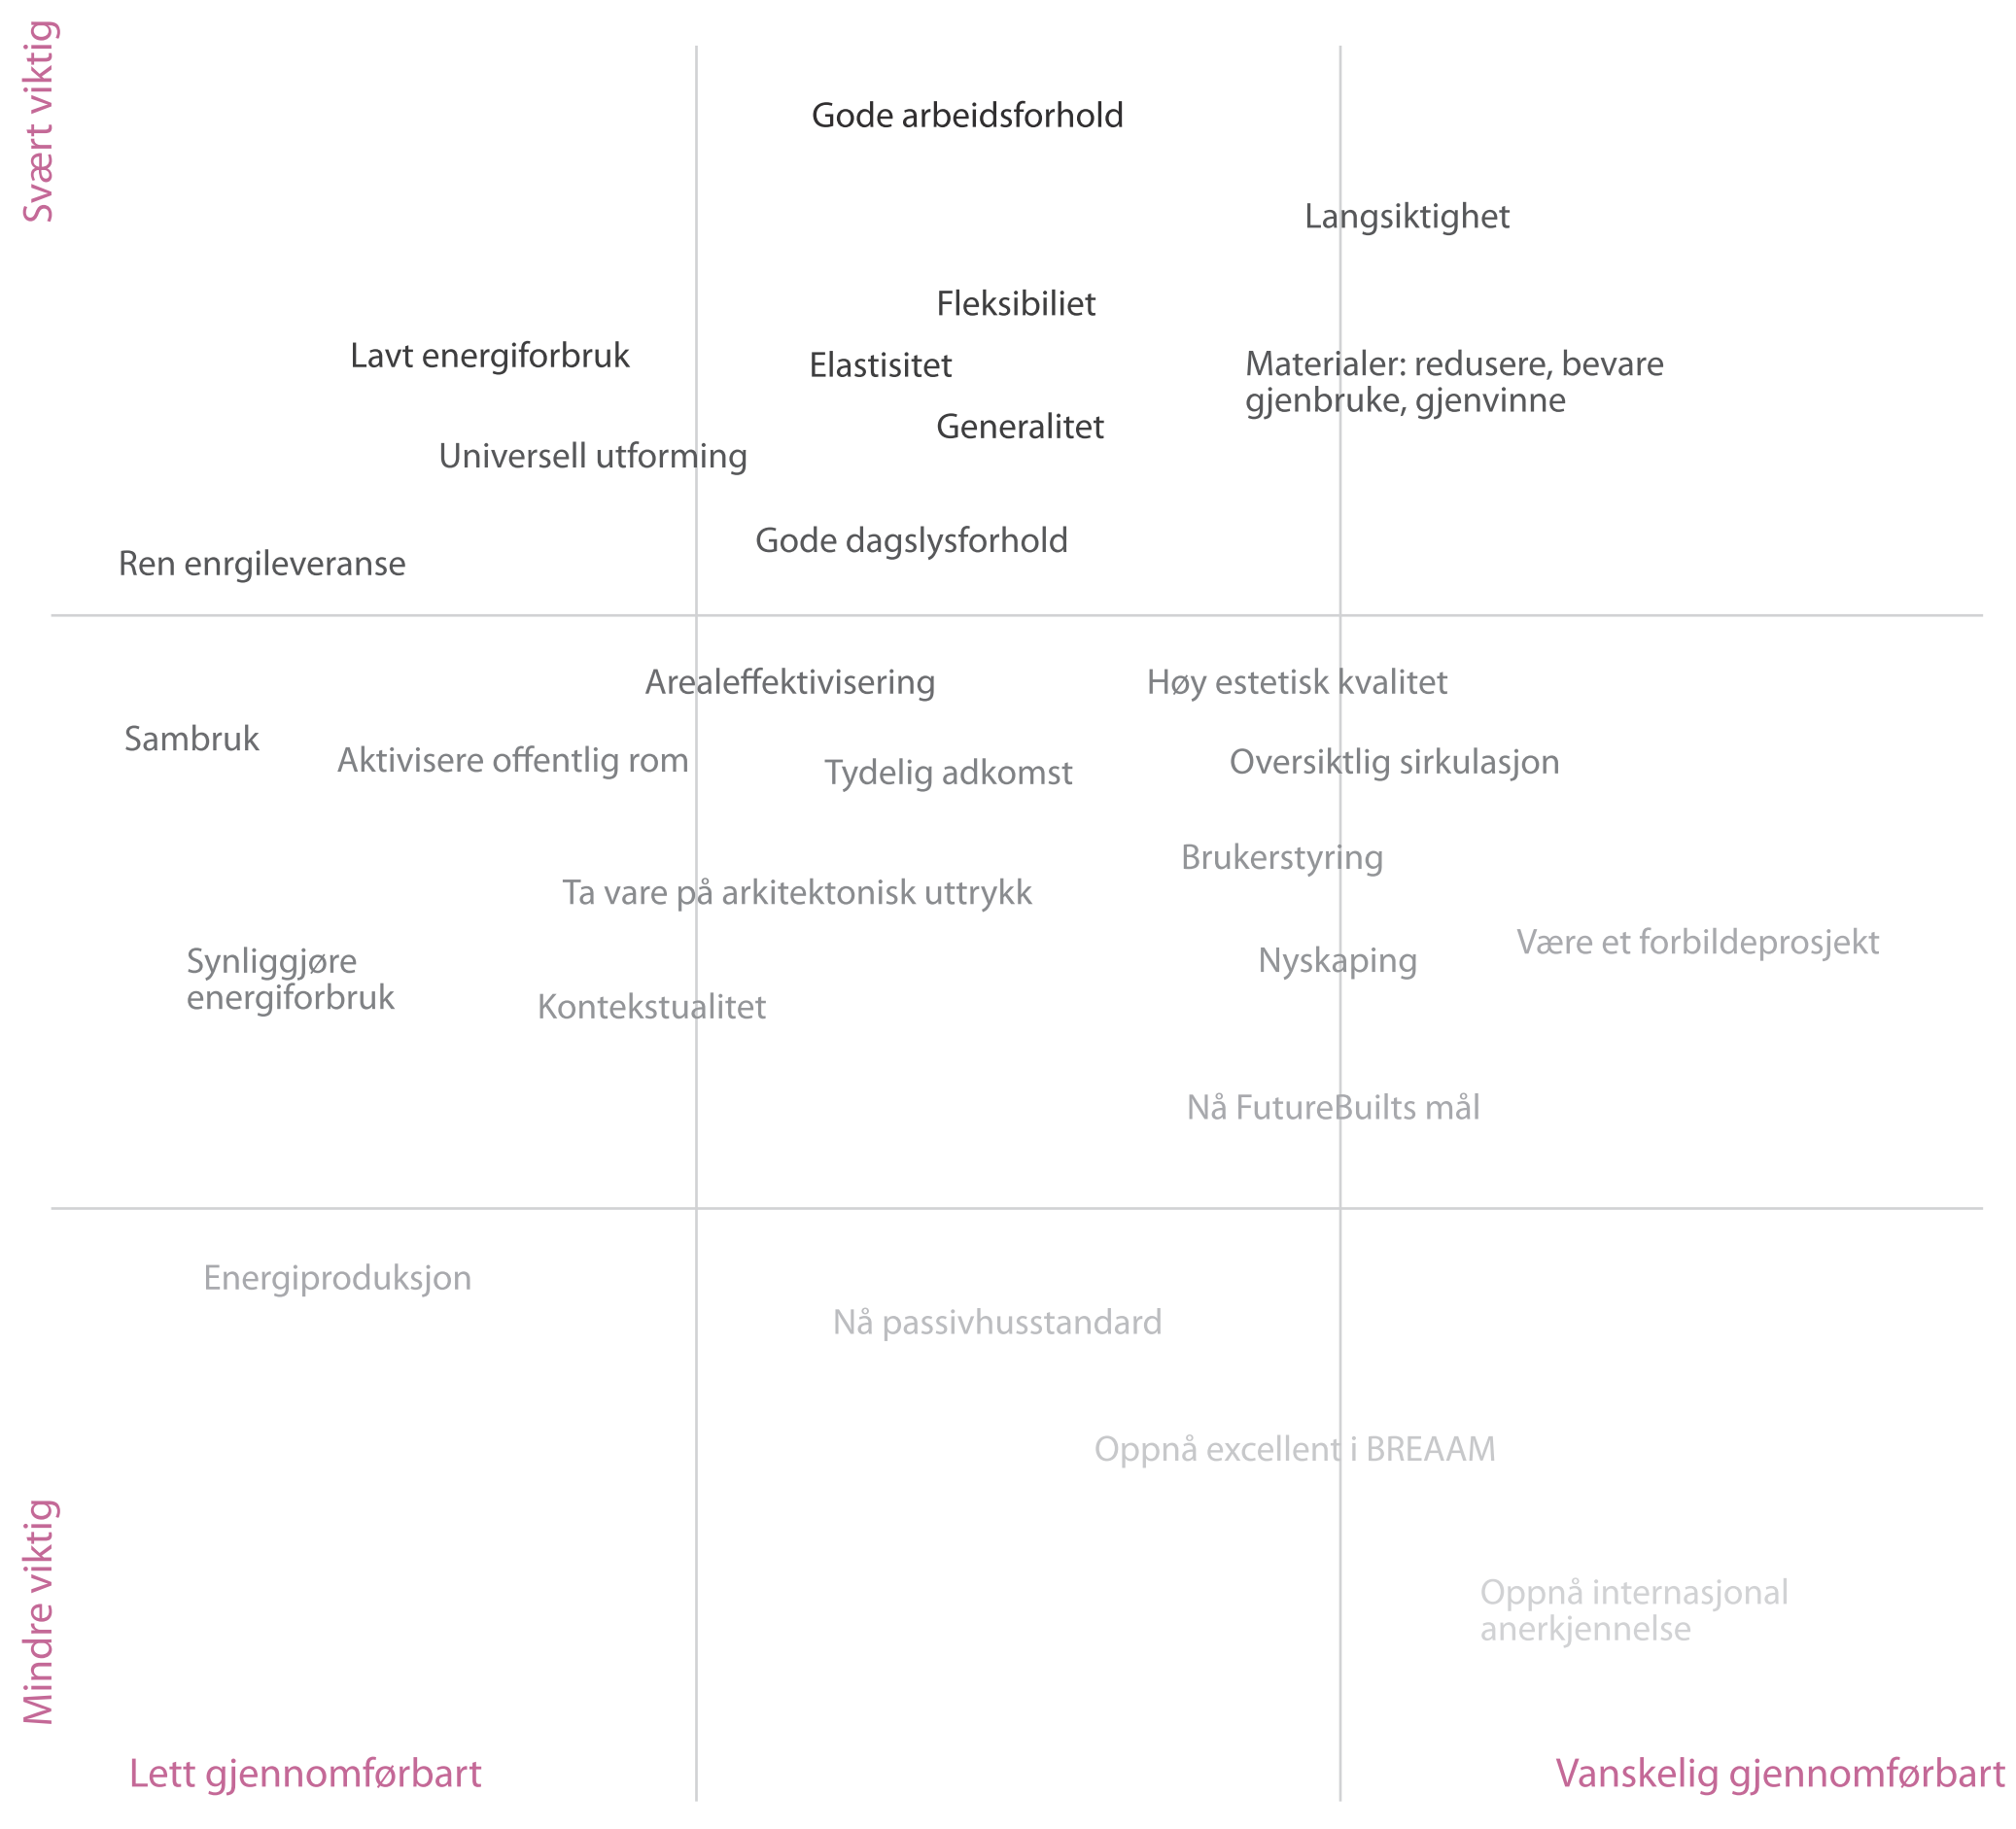 Svært viktig
Gode arbeidsforhold
Langsiktighet
Fleksibiliet
Lavt energiforbruk
Elastisitet
Materialer: redusere, bevare
gjenbruke, gjenvinne
Generalitet
Universell utforming
Gode dagslysforhold
Ren enrgileveranse
Arealeffektivisering
Høy estetisk kvalitet
Sambruk
Aktivisere offentlig rom
Tydelig adkomst
Oversiktlig sirkulasjon
Brukerstyring
Ta vare på arkitektonisk uttrykk
Være et forbildeprosjekt
Synliggjøre
energiforbruk
Nyskaping
Kontekstualitet
Nå FutureBuilts mål
Energiproduksjon
Nå passivhusstandard
Oppnå excellent i BREAAM
Oppnå internasjonal
anerkjennelse
Mindre viktig
Lett gjennomførbart
Vanskelig gjennomførbart